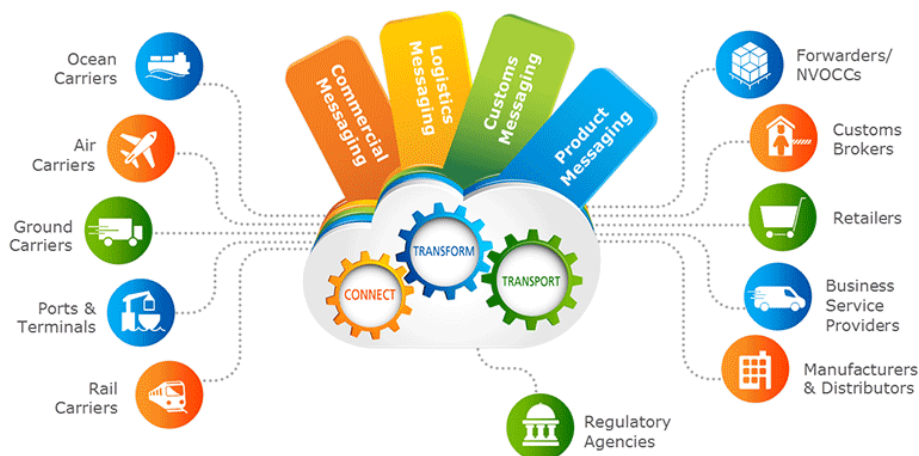 Ocean
Carriers
Air
Carriers
Ground
Carriers
Ports &
Terminals
Rail
Carriers
Commercial
Messaging
Logistics
Messaging
Customs
Messaging
Product
Messaging
CONNECT
TRANSFORM
TRANSPORT
Forwarders/
NVOCCs
Customs
Brokers
Retailers
Business
Service
Providers
Manufacturers
& Distributors
Regulatory
Agencies